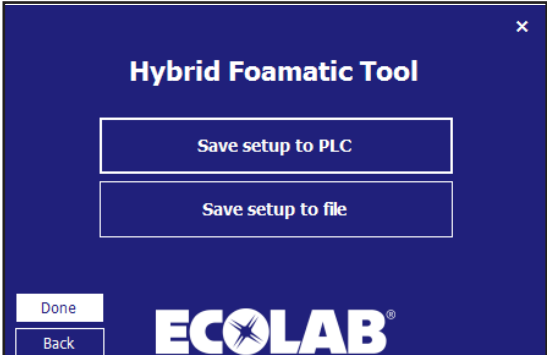 ×
Hybrid Foamatic Tool
Save setup to PLC
Save setup to file
Done
Back
ECOLAB®